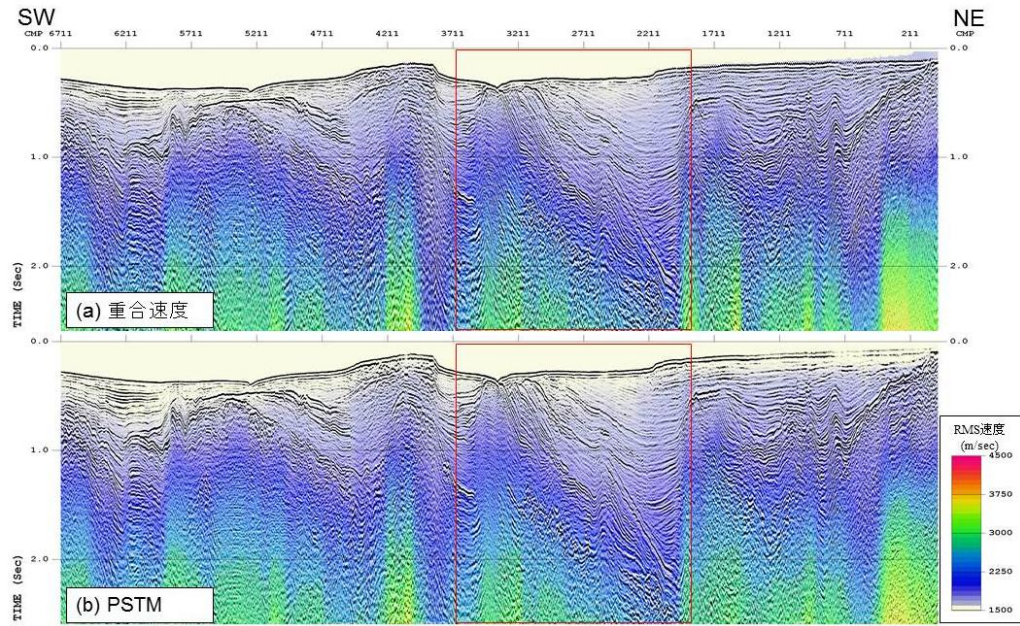 SW NE
CMP 6711 6211 5711 5211 4711 4211 3711 3211 2711 2211 1711 1211 711 211 CMP
0.0 0.0
1.0 1.0
2.0 2.0
TIME (Sec)
(a) 重合速度
0.0 0.0
1.0 1.0
2.0 2.0
TIME (Sec)
(b) PSTM
RMS速度
(m/sec)
4500
3750
3000
2250
1500